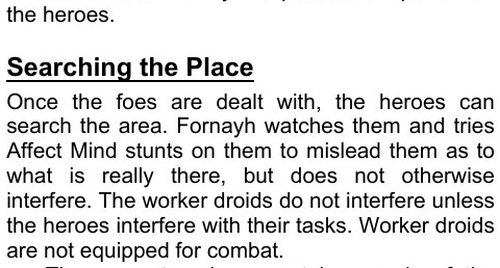 the heroes.
Searching the Place
Once the foes are dealt with, the heroes can
search the area. Fornayh watches them and tries
Affect Mind stunts on them to mislead them as to
what is really there, but does not otherwise
interfere. The worker droids do not interfere unless
the heroes interfere with their tasks. Worker droids
are not equipped for combat.